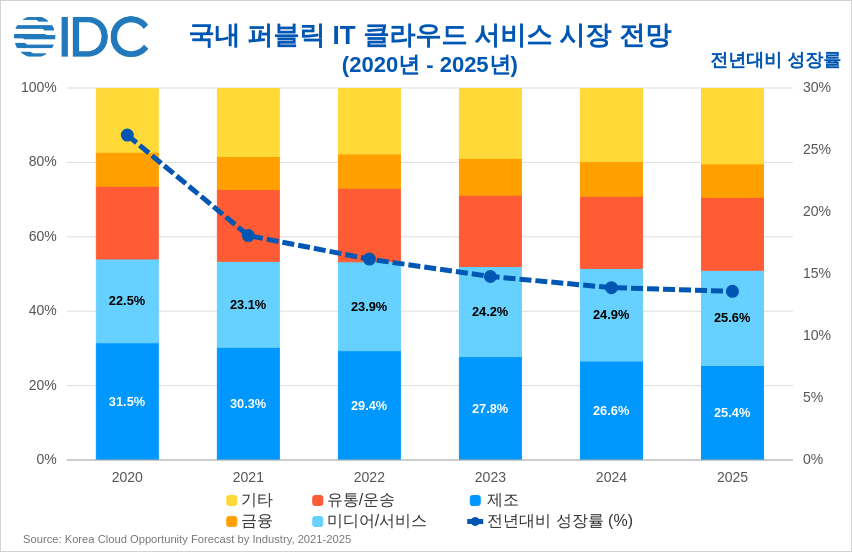 IDC
국내 퍼블릭 IT 클라우드 서비스 시장 전망
(2020년 - 2025년)
전년대비 성장률
100% 30%
25%
80%
20%
60%
15%
22.5% 23.1% 23.9% 24.2% 24.9% 25.6%
40%
10%
20%
5%
31.5% 30.3% 29.4% 27.8% 26.6% 25.4%
0% 0%
2020 2021 2022 2023 2024 2025
기타 유통/운송 제조
금융 미디어/서비스 전년대비 성장률 (%)
Source: Korea Cloud Opportunity Forecast by Industry, 2021-2025